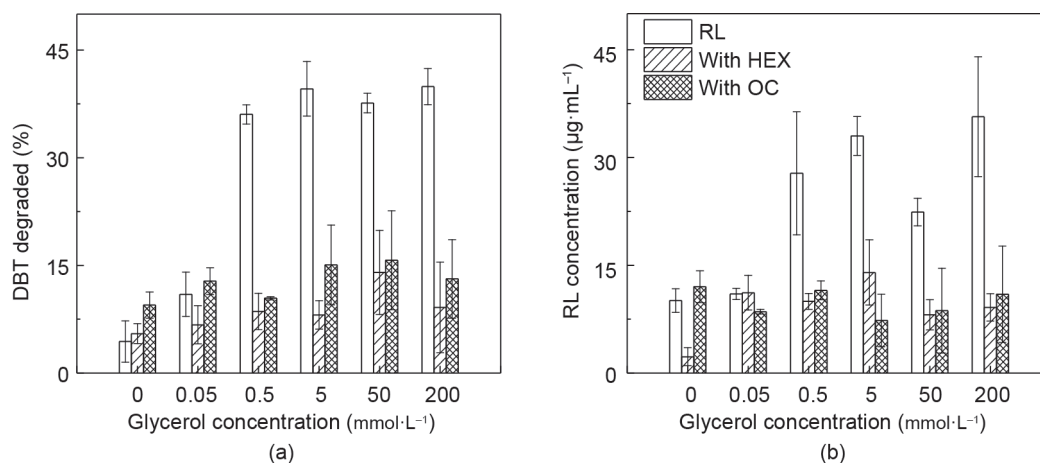 45
30
15
0
DBT degraded (%)
0 0.05 0.5 5 50 200
Glycerol concentration (mmol·L⁻¹)
(a)
RL
With HEX
With OC
45
30
15
0
RL concentration (μg·mL⁻¹)
0 0.05 0.5 5 50 200
Glycerol concentration (mmol·L⁻¹)
(b)